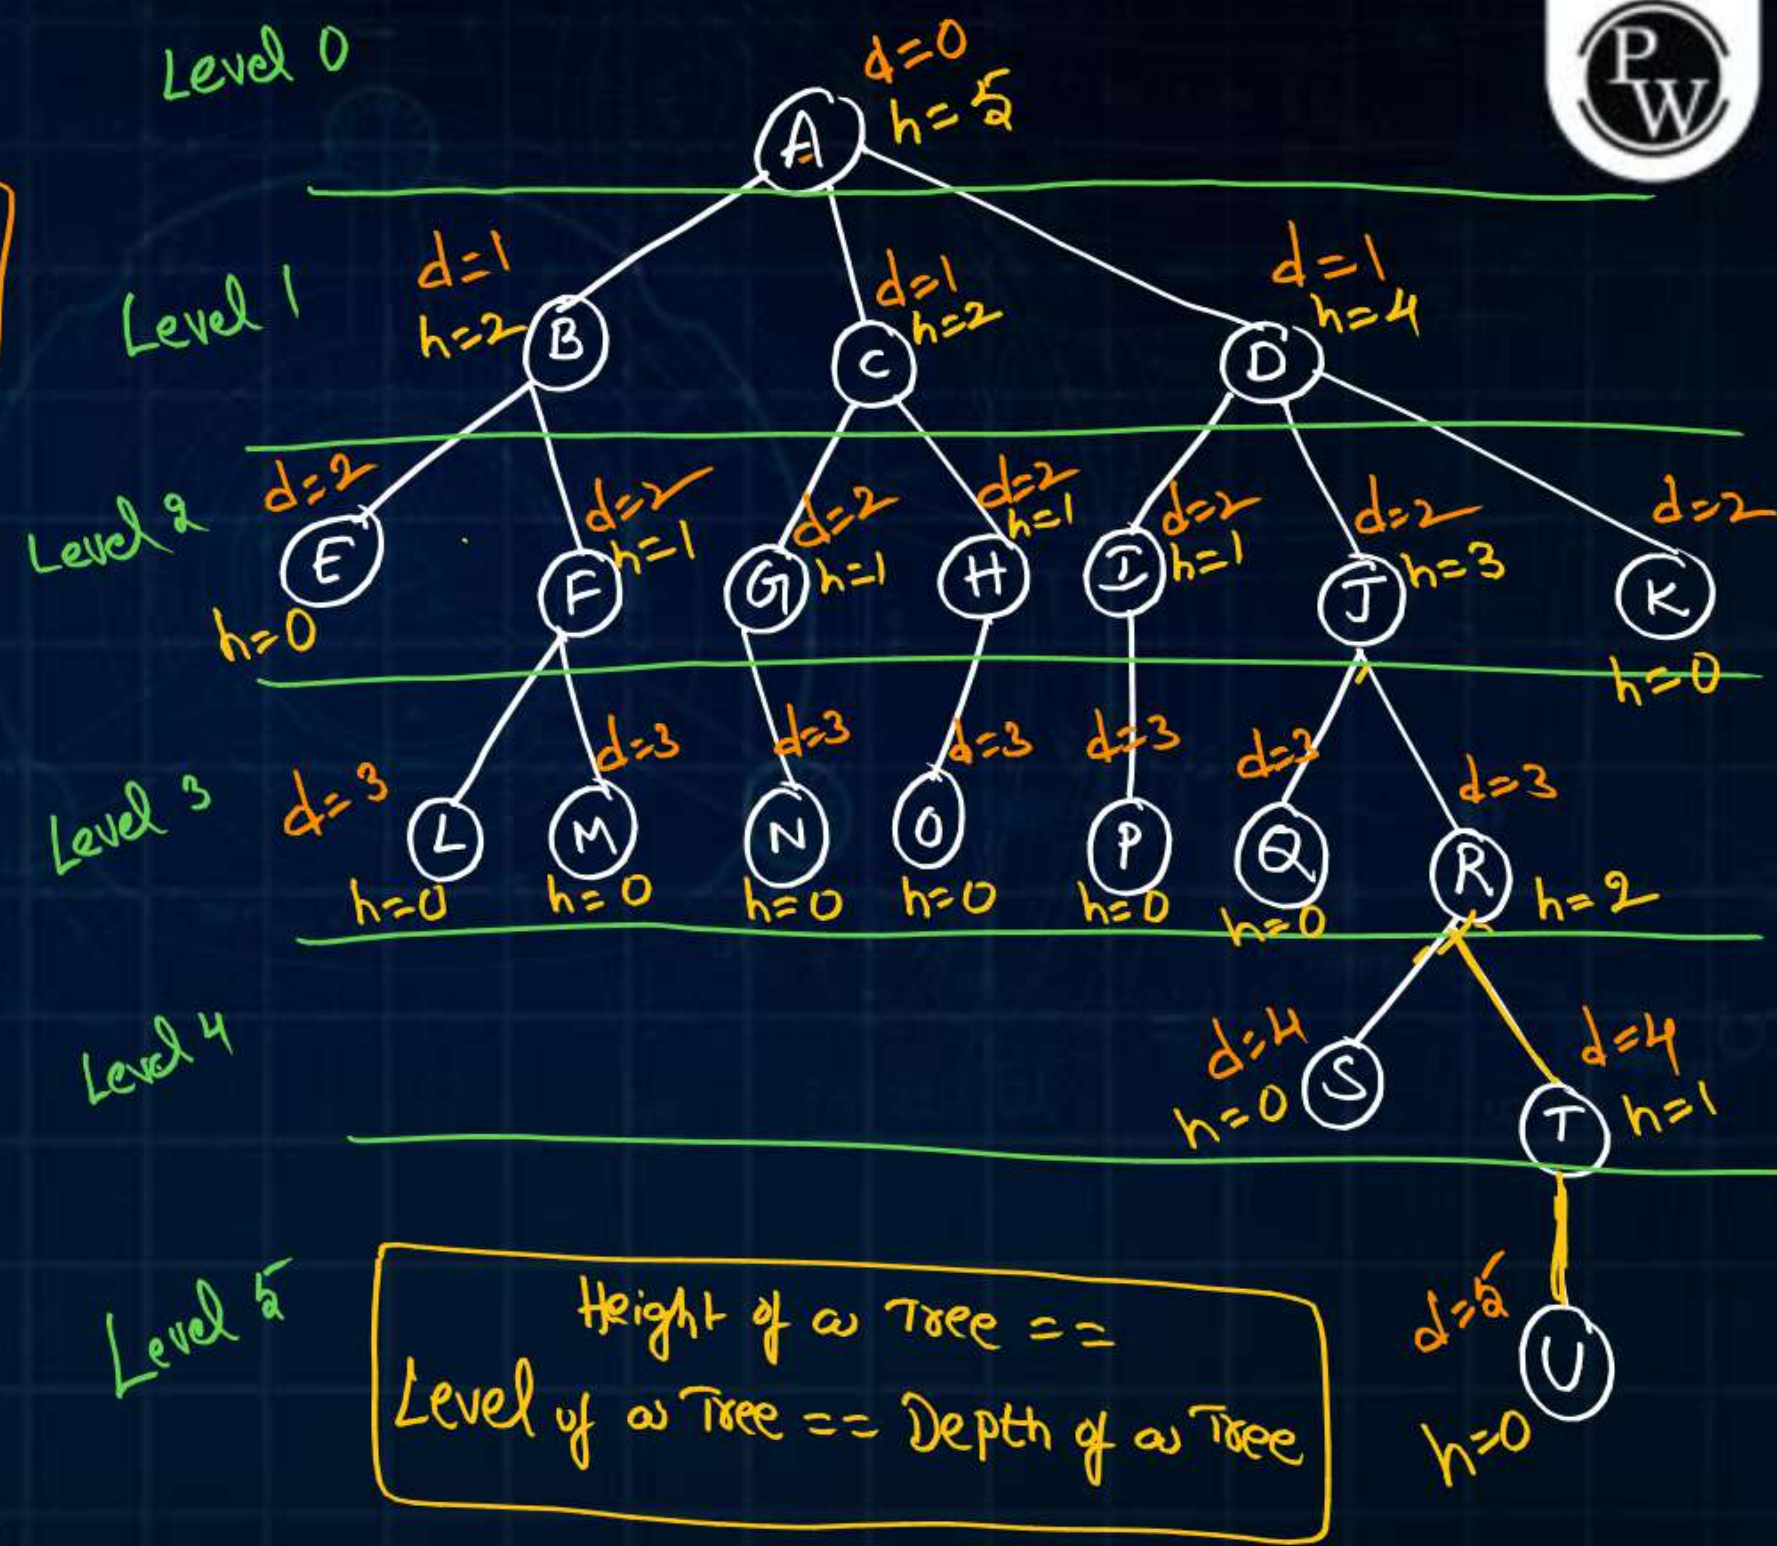 Level 0
d=0
h=5
A
PW
Level 1
d=1
h=2
B
d=1
h=2
C
d=1
h=4
D
Level 2
d=2
E
h=0
d=2
h=1
F
d=2
h=1
G
d=2
h=1
H
d=2
h=1
I
d=2
h=3
J
d=2
K
h=0
Level 3
d=3
L
h=0
d=3
M
h=0
d=3
N
h=0
d=3
O
h=0
d=3
P
h=0
d=3
Q
h=0
d=3
R
h=2
Level 4
d=4
S
h=0
d=4
T
h=1
Level 5
d=5
U
h=0
Height of a Tree ==
Level of a Tree == Depth of a Tree